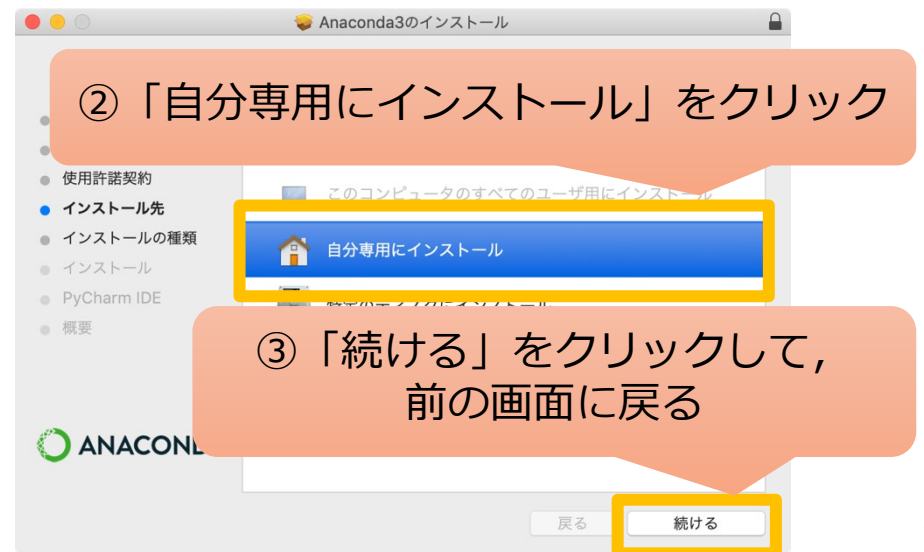 Anaconda3のインストール
②「自分専用にインストール」をクリック
使用許諾契約
インストール先
インストールの種類
インストール
PyCharm IDE
概要
このコンピュータのすべてのユーザ用にインストール
自分専用にインストール
③「続ける」をクリックして，
前の画面に戻る
ANACON
戻る
続ける